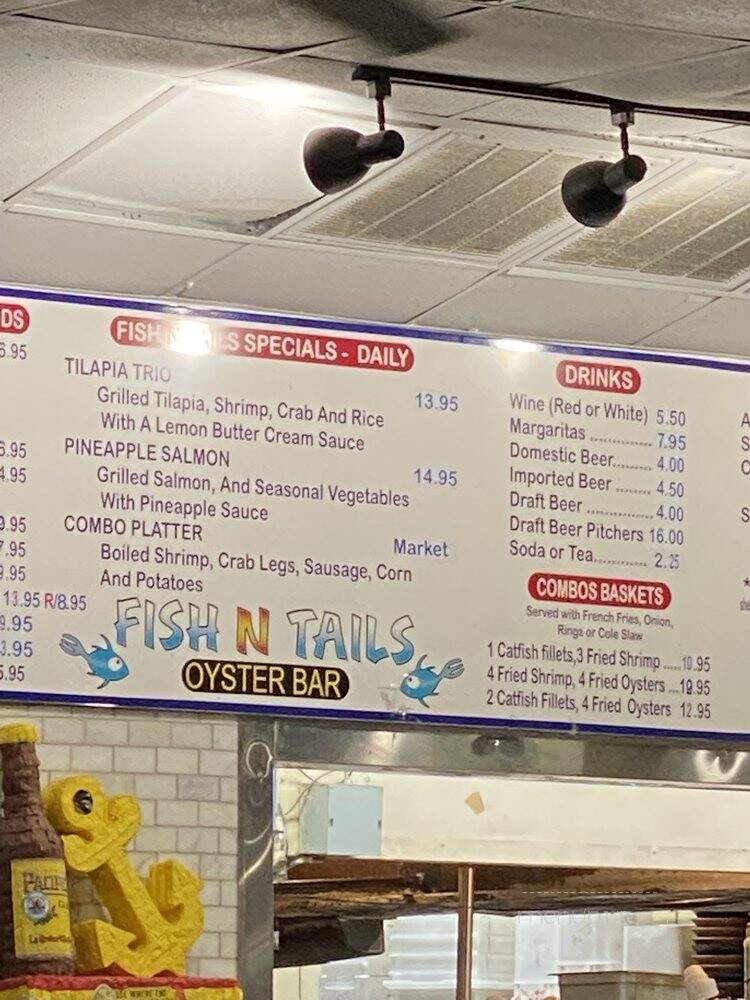 DS
6.95
6.95
4.95
9.95
7.95
9.95
13.95 R/8.95
9.95
3.95
5.95
FISH TAILS SPECIALS - DAILY
TILAPIA TRIO
Grilled Tilapia, Shrimp, Crab And Rice 13.95
With A Lemon Butter Cream Sauce
PINEAPPLE SALMON
Grilled Salmon, And Seasonal Vegetables 14.95
With Pineapple Sauce
COMBO PLATTER
Boiled Shrimp, Crab Legs, Sausage, Corn Market
And Potatoes
FISH N TAILS
OYSTER BAR
DRINKS
Wine (Red or White) 5.50
Margaritas .............. 7.95
Domestic Beer......... 4.00
Imported Beer ........ 4.50
Draft Beer ............... 4.00
Draft Beer Pitchers 16.00
Soda or Tea............ 2.25
COMBOS BASKETS
Served with French Fries, Onion,
Rings or Cole Slaw
1 Catfish fillets,3 Fried Shrimp .....10.95
4 Fried Shrimp, 4 Fried Oysters ...
2 Catfish Fillets, 4 Fried Oysters 12.95